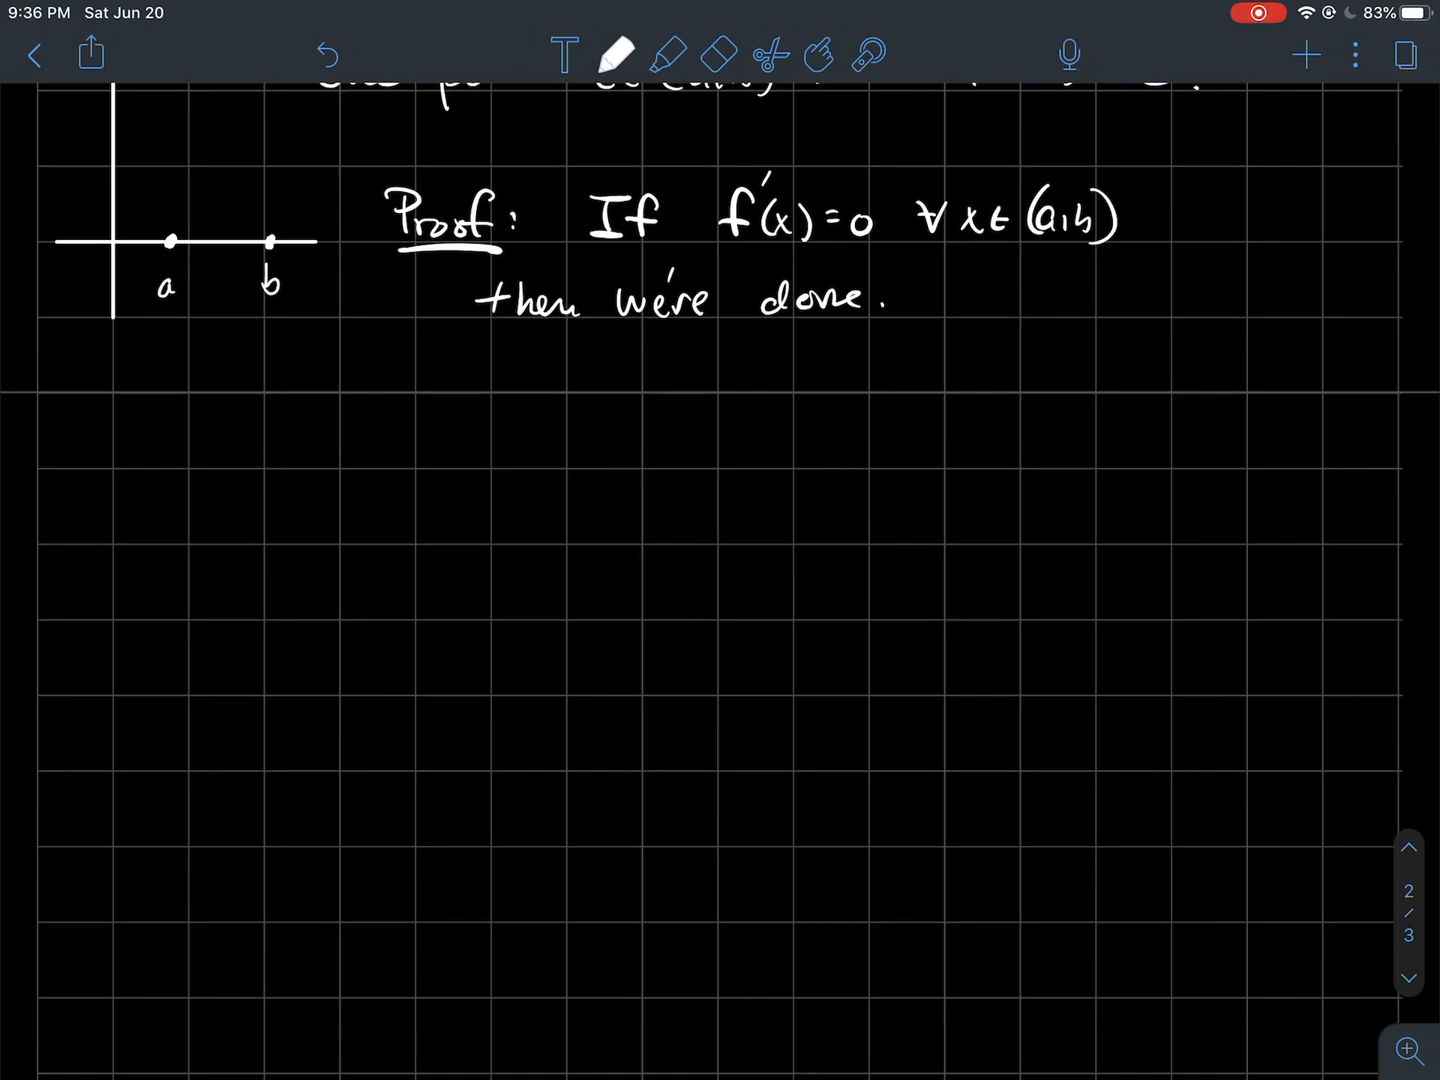 9:36 PM Sat Jun 20
83%
Proof: If f'(x)=0 ∀ x∈(a,b)
a b
then we're done.
2
/
3